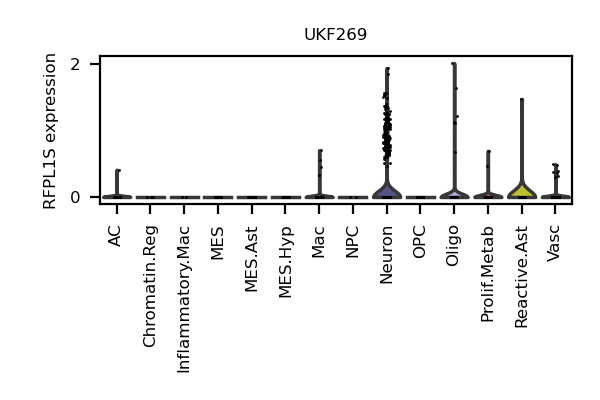 UKF269
RFPL1S expression
2
0
AC
Chromatin.Reg
Inflammatory.Mac
MES
MES.Ast
MES.Hyp
Mac
NPC
Neuron
OPC
Oligo
Prolif.Metab
Reactive.Ast
Vasc